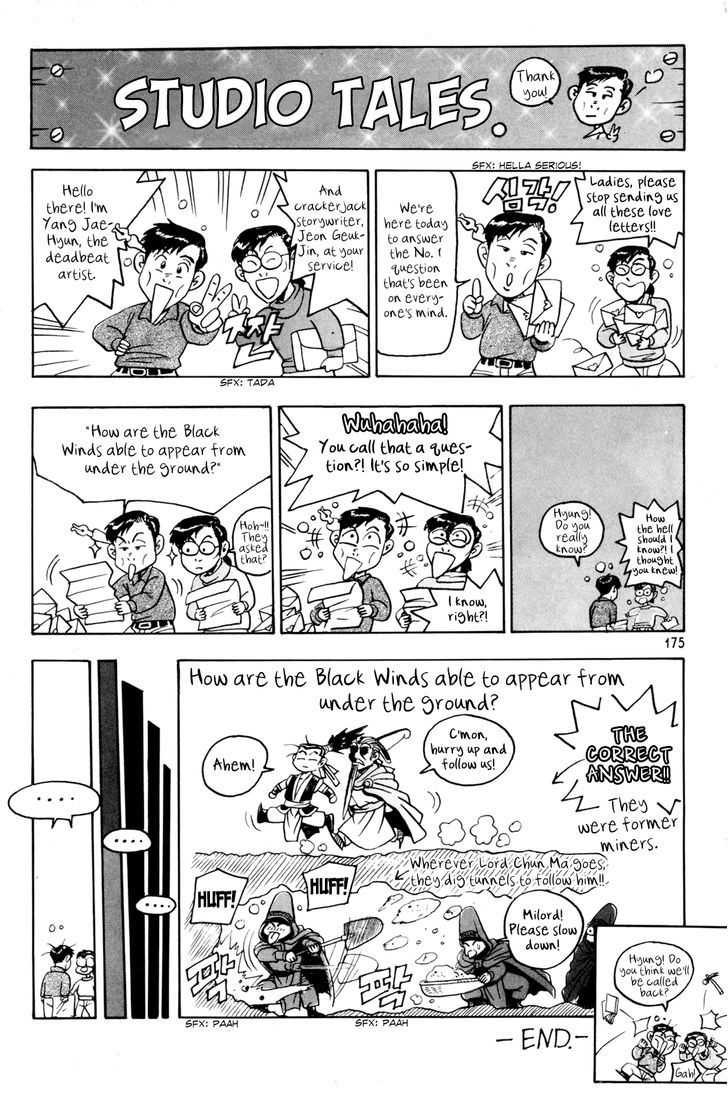 STUDIO TALES
Thank
you!
SFX: HELLA SERIOUS!
Hello
there! I'm
Yang Jae-
Hyun, the
deadbeat
artist.
And
crackerjack
storywriter,
Jeon Geuk-
Jin, at your
service!
주잔
SFX: TADA
We're
here today
to answer
the No. 1
question
that's been
on every-
one's mind.
심각!
Ladies, please
stop sending us
all these love
letters!!
"How are the Black
Winds able to appear from
under the ground?"
Hoh~!!
They
asked
that?
Wuhahaha!
You call that a ques-
tion?! It's so simple!
I know,
right?!
Hyung!
Do you
really
know?
How
the hell
should I
know?! I
thought
you knew!
175
....
....
....
How are the Black Winds able to appear from
under the ground?
Ahem!
C'mon,
hurry up and
follow us!
THE
CORRECT
ANSWER!!
They
were former
miners.
Wherever Lord Chun Ma goes,
they dig tunnels to follow him!!
HUFF!
HUFF!
Milord!
Please slow
down!
팍
팍
SFX: PAAH
SFX: PAAH
- END. -
Hyung! Do
you think we'll
be called
back?
Gah!